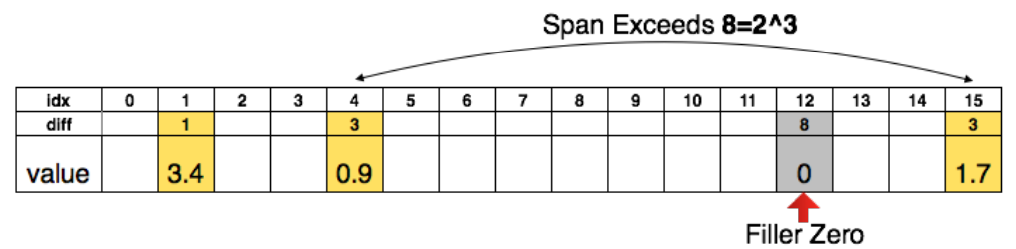 Span Exceeds 8=2^3
idx 0 1 2 3 4 5 6 7 8 9 10 11 12 13 14 15
diff 1 3 8 3
value 3.4 0.9 0 1.7
Filler Zero